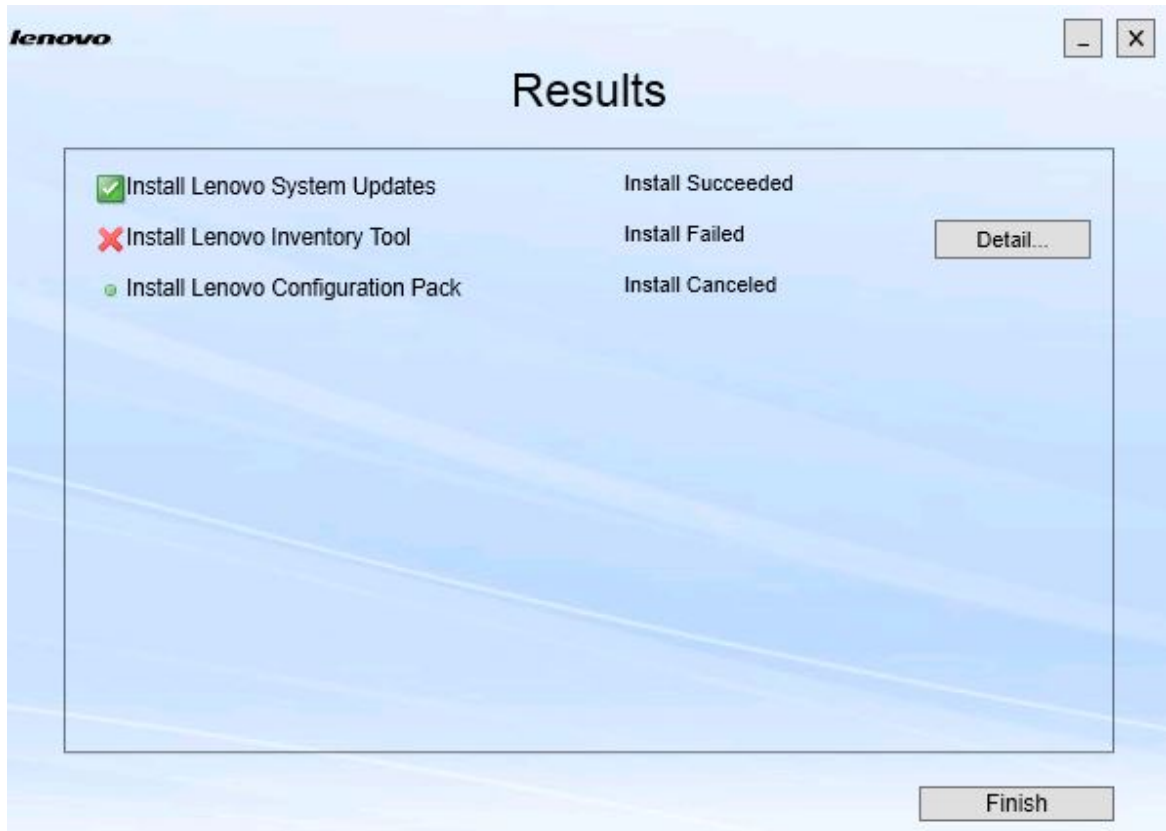 lenovo
_ X
Results
Install Lenovo System Updates Install Succeeded
Install Lenovo Inventory Tool Install Failed Detail...
Install Lenovo Configuration Pack Install Canceled
Finish